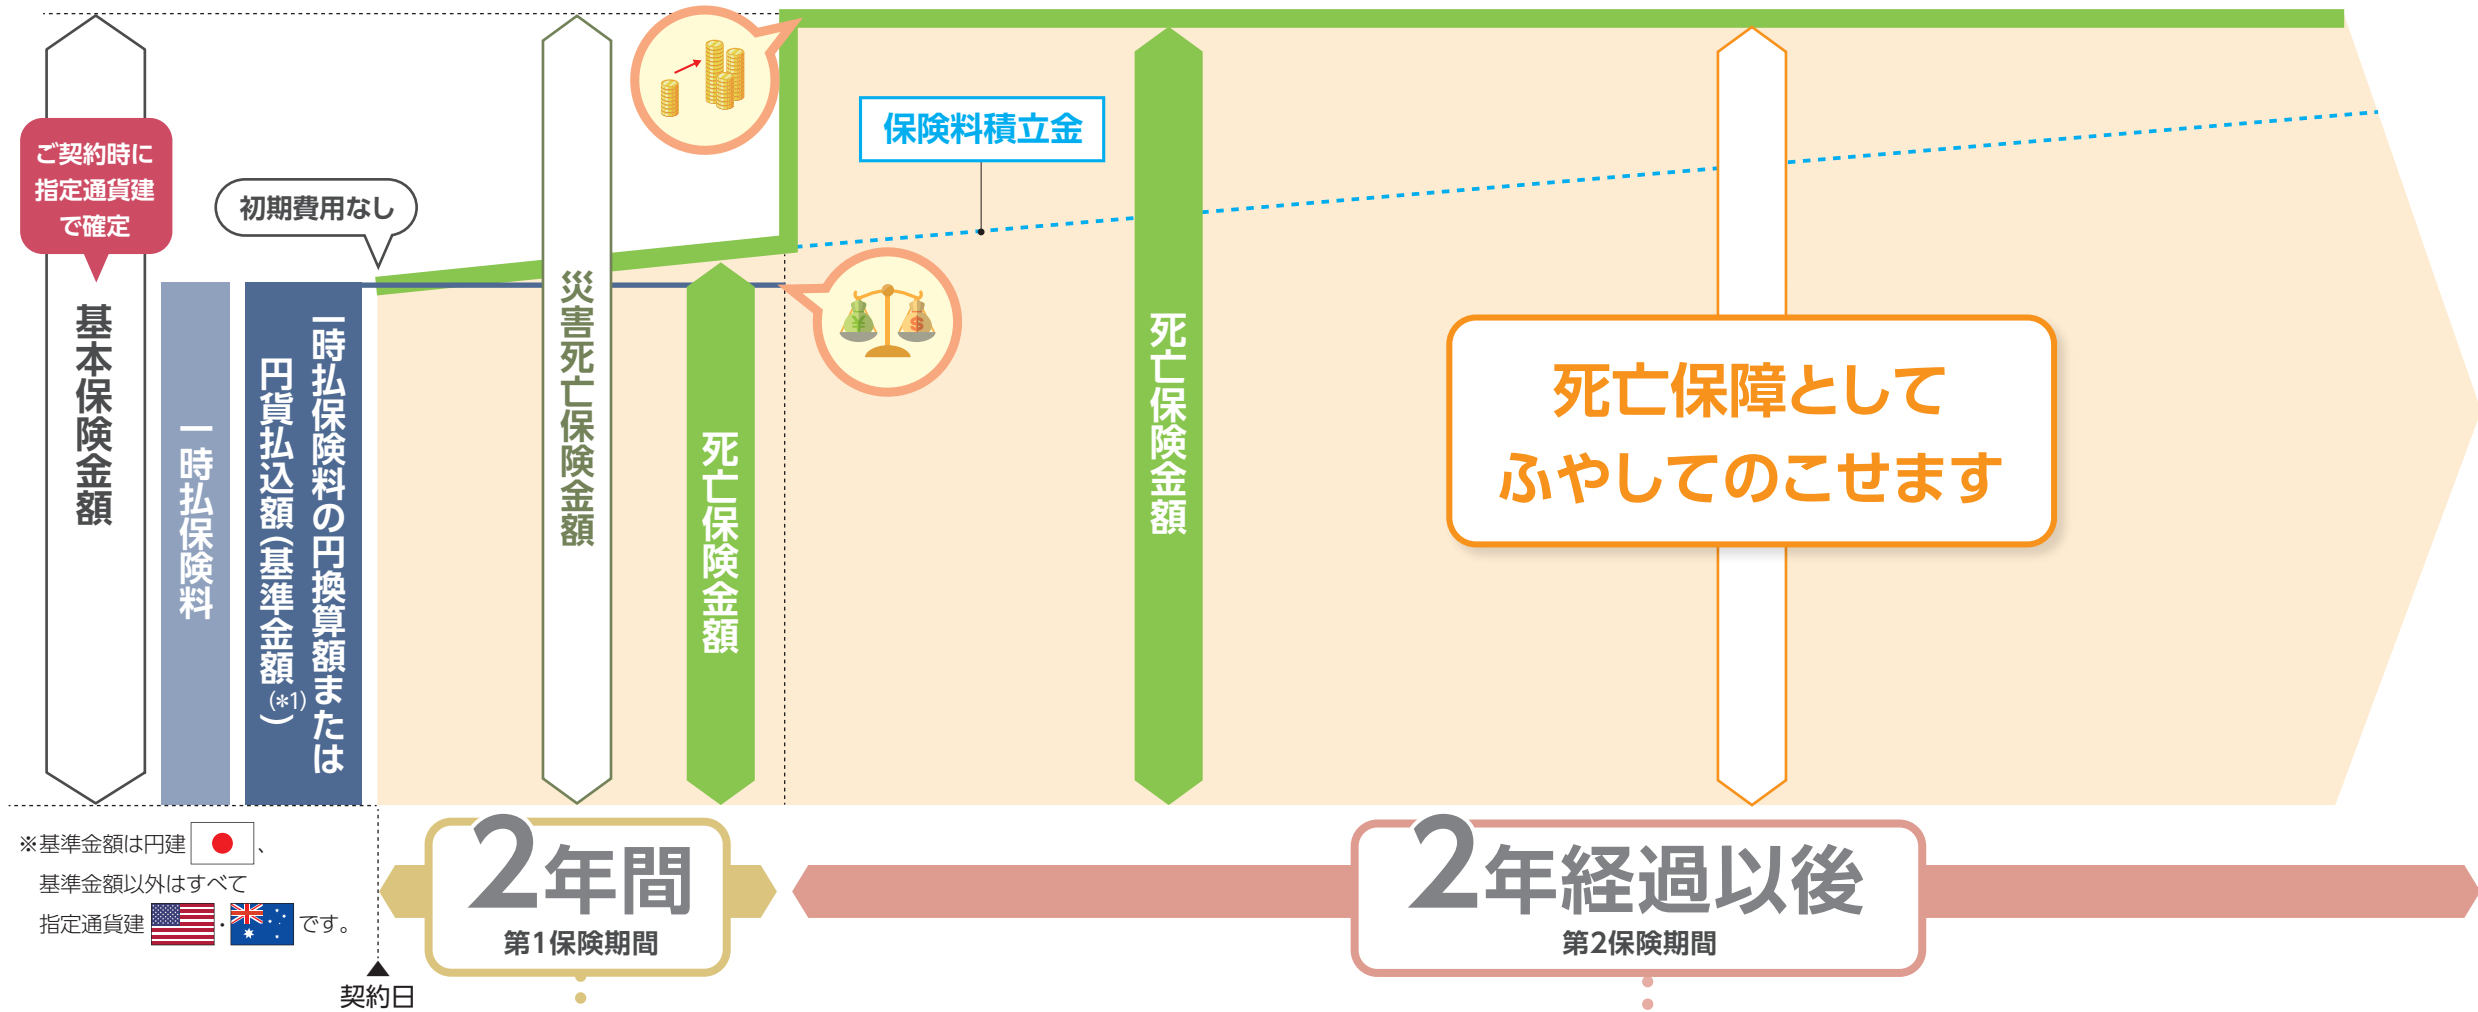 ご契約時に
指定通貨建
で確定
基本保険金額
一時払保険料
初期費用なし
一時払保険料の円換算額または
円貨払込額(基準金額(*1))
災害死亡保険金額
死亡保険金額
保険料積立金
死亡保険金額
死亡保障として
ふやしてのこせます
※基準金額は円建、
基準金額以外はすべて
指定通貨建・です。
契約日
2年間
第1保険期間
2年経過以後
第2保険期間